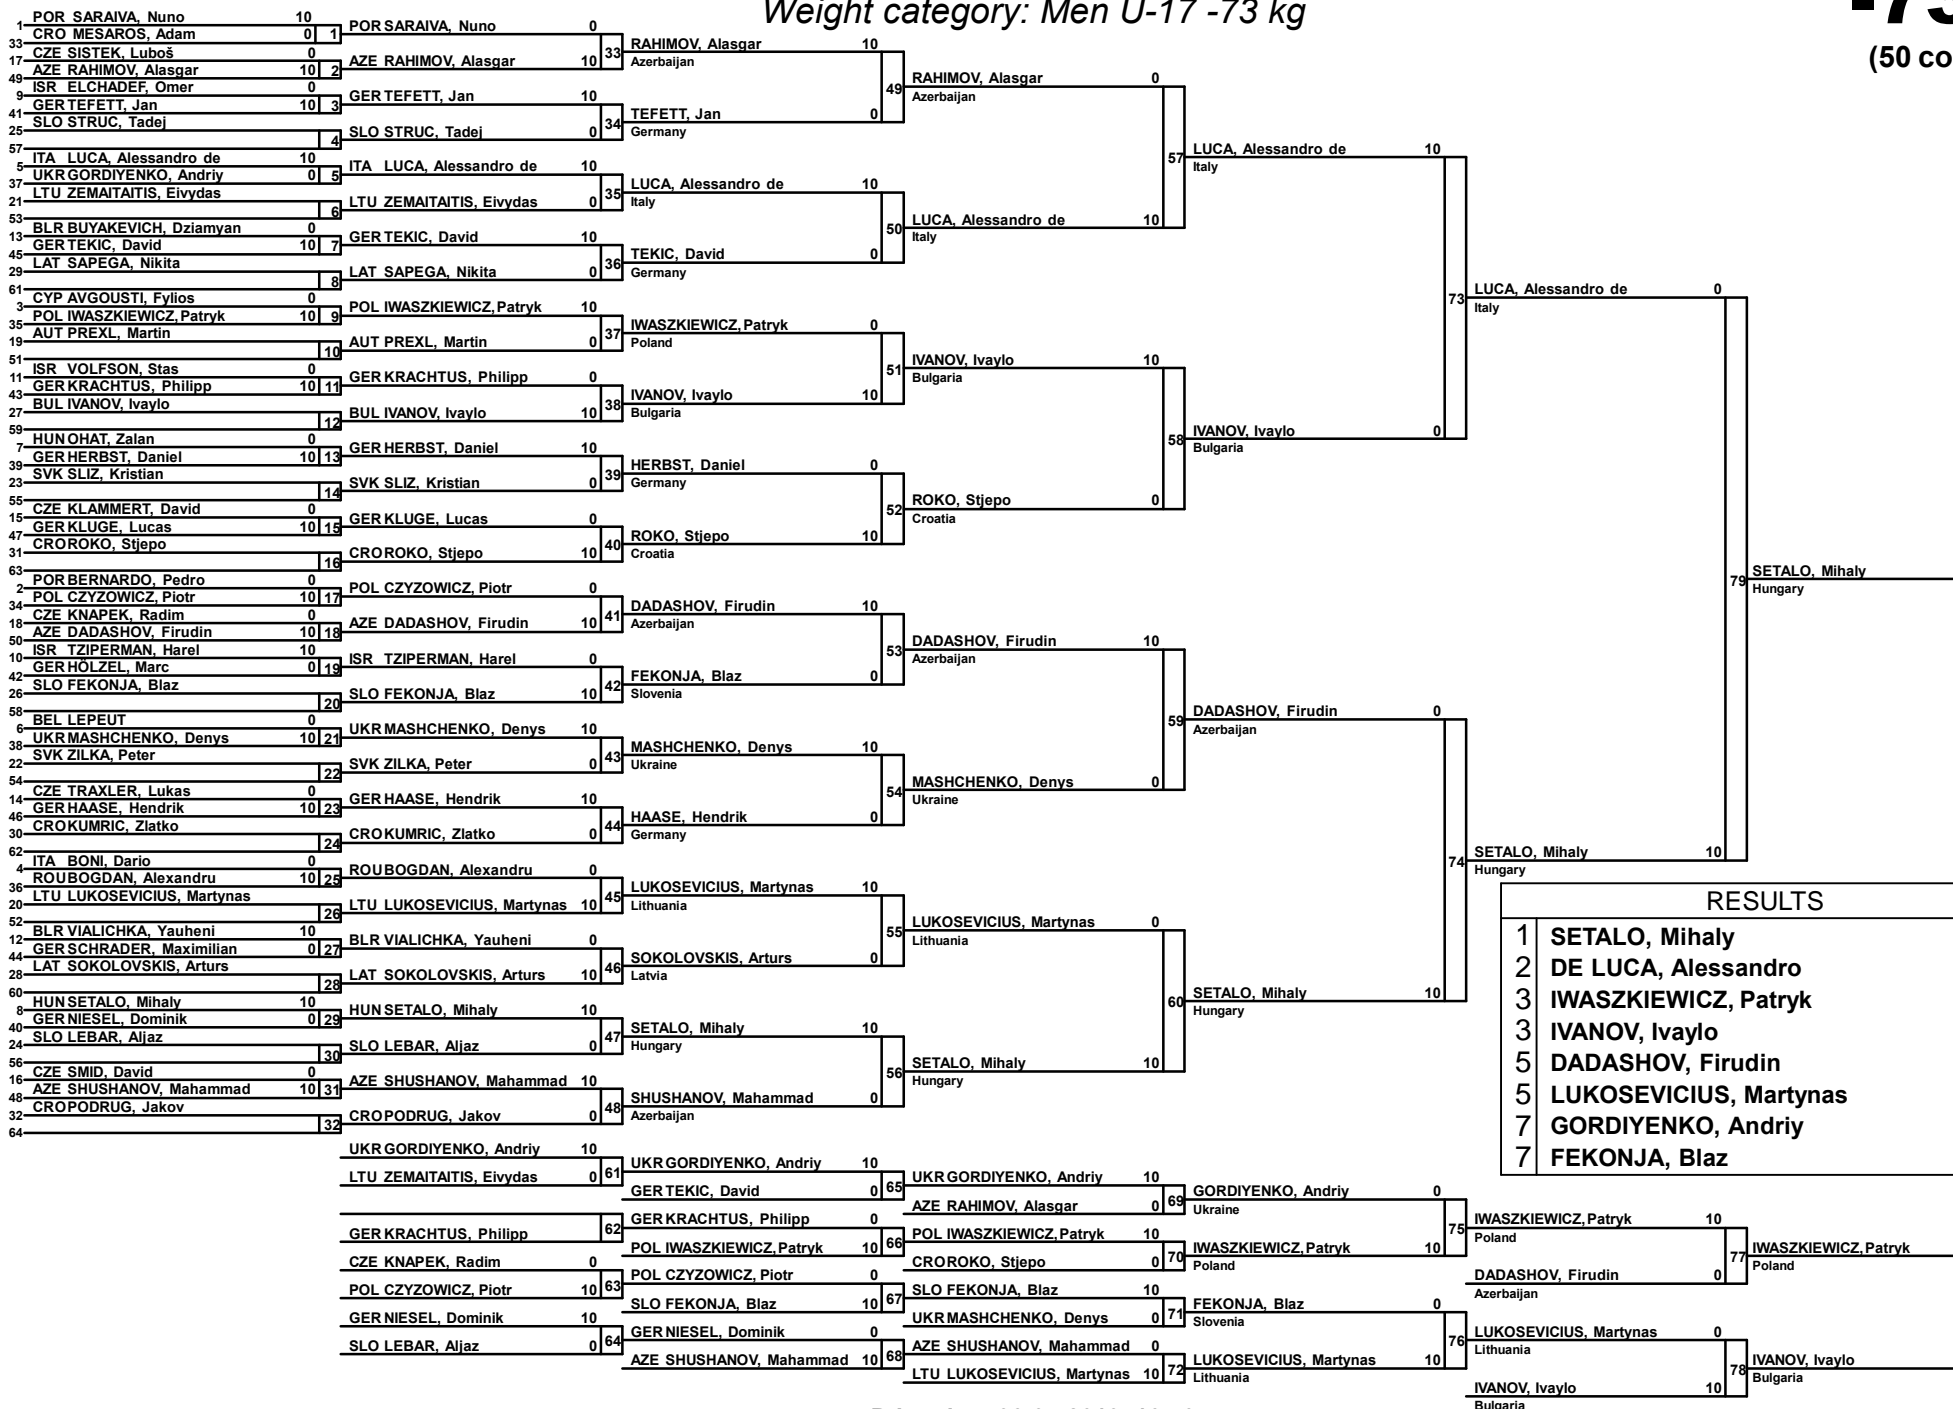 Weight category: Men U-17 -73 kg
(50 co
1 POR SARAIVA, Nuno 10
33 CRO MESAROS, Adam 0 1
17 CZE SISTEK, Luboš 0
49 AZE RAHIMOV, Alasgar 10 2
9 ISR ELCHADEF, Omer 0
41 GER TEFETT, Jan 10 3
25 SLO STRUC, Tadej
57 4
5 ITA LUCA, Alessandro de 10
37 UKR GORDIYENKO, Andriy 0 5
21 LTU ZEMAITAITIS, Eivydas
53 6
13 BLR BUYAKEVICH, Dziamyan 0
45 GER TEKIC, David 10 7
29 LAT SAPEGA, Nikita
61 8
3 CYP AVGOUSTI, Fylios 0
35 POL IWASZKIEWICZ, Patryk 10 9
19 AUT PREXL, Martin
51 10
11 ISR VOLFSON, Stas 0
43 GER KRACHTUS, Philipp 10 11
27 BUL IVANOV, Ivaylo
59 12
7 HUN OHAT, Zalan 0
39 GER HERBST, Daniel 10 13
23 SVK SLIZ, Kristian
55 14
15 CZE KLAMMERT, David 0
47 GER KLUGE, Lucas 10 15
31 CRO ROKO, Stjepo
63 16
2 POR BERNARDO, Pedro 0
34 POL CZYZOWICZ, Piotr 10 17
18 CZE KNAPEK, Radim 0
50 AZE DADASHOV, Firudin 10 18
10 ISR TZIPERMAN, Harel 10
42 GER HÖLZEL, Marc 0 19
26 SLO FEKONJA, Blaz
58 20
6 BEL LEPEUT 0
38 UKR MASHCHENKO, Denys 10 21
22 SVK ZILKA, Peter
54 22
14 CZE TRAXLER, Lukas 0
46 GER HAASE, Hendrik 10 23
30 CRO KUMRIC, Zlatko
62 24
4 ITA BONI, Dario 0
36 ROU BOGDAN, Alexandru 10 25
20 LTU LUKOSEVICIUS, Martynas
52 26
12 BLR VIALICHKA, Yauheni 10
44 GER SCHRADER, Maximilian 0 27
28 LAT SOKOLOVSKIS, Arturs
60 28
8 HUN SETALO, Mihaly 10
40 GER NIESEL, Dominik 0 29
24 SLO LEBAR, Aljaz
56 30
16 CZE SMID, David 0
48 AZE SHUSHANOV, Mahammad 10 31
32 CRO PODRUG, Jakov
64 32
POR SARAIVA, Nuno 0
AZE RAHIMOV, Alasgar 10 33
GER TEFETT, Jan 10
SLO STRUC, Tadej 0 34
ITA LUCA, Alessandro de 10
LTU ZEMAITAITIS, Eivydas 0 35
GER TEKIC, David 10
LAT SAPEGA, Nikita 0 36
POL IWASZKIEWICZ, Patryk 10
AUT PREXL, Martin 0 37
GER KRACHTUS, Philipp 0
BUL IVANOV, Ivaylo 10 38
GER HERBST, Daniel 10
SVK SLIZ, Kristian 0 39
GER KLUGE, Lucas 0
CRO ROKO, Stjepo 10 40
POL CZYZOWICZ, Piotr 0
AZE DADASHOV, Firudin 10 41
ISR TZIPERMAN, Harel 0
SLO FEKONJA, Blaz 10 42
UKR MASHCHENKO, Denys 10
SVK ZILKA, Peter 0 43
GER HAASE, Hendrik 10
CRO KUMRIC, Zlatko 0 44
ROU BOGDAN, Alexandru 0
LTU LUKOSEVICIUS, Martynas 10 45
BLR VIALICHKA, Yauheni 0
LAT SOKOLOVSKIS, Arturs 10 46
HUN SETALO, Mihaly 10
SLO LEBAR, Aljaz 0 47
AZE SHUSHANOV, Mahammad 10
CRO PODRUG, Jakov 0 48
RAHIMOV, Alasgar 10
Azerbaijan
49
TEFETT, Jan 0
Germany
LUCA, Alessandro de 10
Italy
50
TEKIC, David 0
Germany
IWASZKIEWICZ, Patryk 0
Poland
51
IVANOV, Ivaylo 10
Bulgaria
HERBST, Daniel 0
Germany
52
ROKO, Stjepo 10
Croatia
DADASHOV, Firudin 10
Azerbaijan
53
FEKONJA, Blaz 0
Slovenia
MASHCHENKO, Denys 10
Ukraine
54
HAASE, Hendrik 0
Germany
LUKOSEVICIUS, Martynas 10
Lithuania
55
SOKOLOVSKIS, Arturs 0
Latvia
SETALO, Mihaly 10
Hungary
56
SHUSHANOV, Mahammad 0
Azerbaijan
RAHIMOV, Alasgar 0
Azerbaijan
57
LUCA, Alessandro de 10
Italy
IVANOV, Ivaylo 10
Bulgaria
58
ROKO, Stjepo 0
Croatia
DADASHOV, Firudin 10
Azerbaijan
59
MASHCHENKO, Denys 0
Ukraine
LUKOSEVICIUS, Martynas 0
Lithuania
60
SETALO, Mihaly 10
Hungary
LUCA, Alessandro de 10
Italy
73
IVANOV, Ivaylo 0
Bulgaria
DADASHOV, Firudin 0
Azerbaijan
74
SETALO, Mihaly 10
Hungary
LUCA, Alessandro de 0
Italy
79
SETALO, Mihaly 10
Hungary
SETALO, Mihaly
Hungary
RESULTS
1 SETALO, Mihaly
2 DE LUCA, Alessandro
3 IWASZKIEWICZ, Patryk
3 IVANOV, Ivaylo
5 DADASHOV, Firudin
5 LUKOSEVICIUS, Martynas
7 GORDIYENKO, Andriy
7 FEKONJA, Blaz
UKR GORDIYENKO, Andriy 10
LTU ZEMAITAITIS, Eivydas 0 61
62
GER KRACHTUS, Philipp
CZE KNAPEK, Radim 0
POL CZYZOWICZ, Piotr 10 63
GER NIESEL, Dominik 10
SLO LEBAR, Aljaz 0 64
UKR GORDIYENKO, Andriy 10
GER TEKIC, David 0 65
GER KRACHTUS, Philipp 0
POL IWASZKIEWICZ, Patryk 10 66
POL CZYZOWICZ, Piotr 0
SLO FEKONJA, Blaz 10 67
GER NIESEL, Dominik 0
AZE SHUSHANOV, Mahammad 10 68
UKR GORDIYENKO, Andriy 10
AZE RAHIMOV, Alasgar 0 69
POL IWASZKIEWICZ, Patryk 10
CRO ROKO, Stjepo 0 70
SLO FEKONJA, Blaz 10
UKR MASHCHENKO, Denys 0 71
AZE SHUSHANOV, Mahammad 0
LTU LUKOSEVICIUS, Martynas 10 72
GORDIYENKO, Andriy 0
Ukraine
75
IWASZKIEWICZ, Patryk 10
Poland
FEKONJA, Blaz 0
Slovenia
76
LUKOSEVICIUS, Martynas 10
Lithuania
IWASZKIEWICZ, Patryk 10
Poland
77
DADASHOV, Firudin 0
Azerbaijan
LUKOSEVICIUS, Martynas 0
Lithuania
78
IVANOV, Ivaylo 10
Bulgaria
IWASZKIEWICZ, Patryk
Poland
IVANOV, Ivaylo
Bulgaria